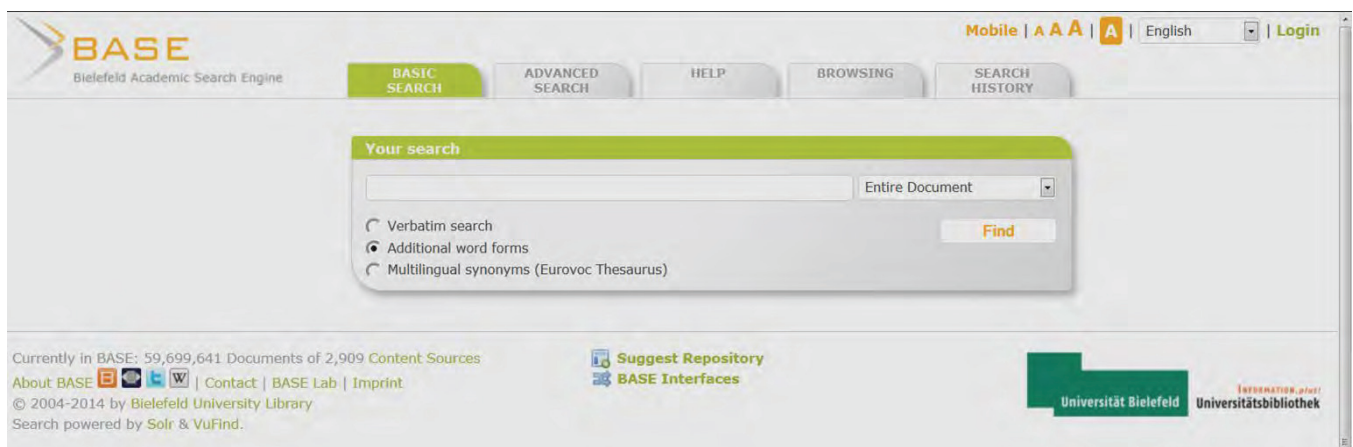 BASE
Bielefeld Academic Search Engine
Mobile | A A A | A | English | Login
BASIC SEARCH
ADVANCED SEARCH
HELP
BROWSING
SEARCH HISTORY
Your search
Entire Document
Verbatim search
Additional word forms
Multilingual synonyms (Eurovoc Thesaurus)
Find
Currently in BASE: 59,699,641 Documents of 2,909 Content Sources
About BASE | Contact | BASE Lab | Imprint
© 2004-2014 by Bielefeld University Library
Search powered by Solr & VuFind.
Suggest Repository
BASE Interfaces
Universität Bielefeld
INFORMATION.plus!
Universitätsbibliothek